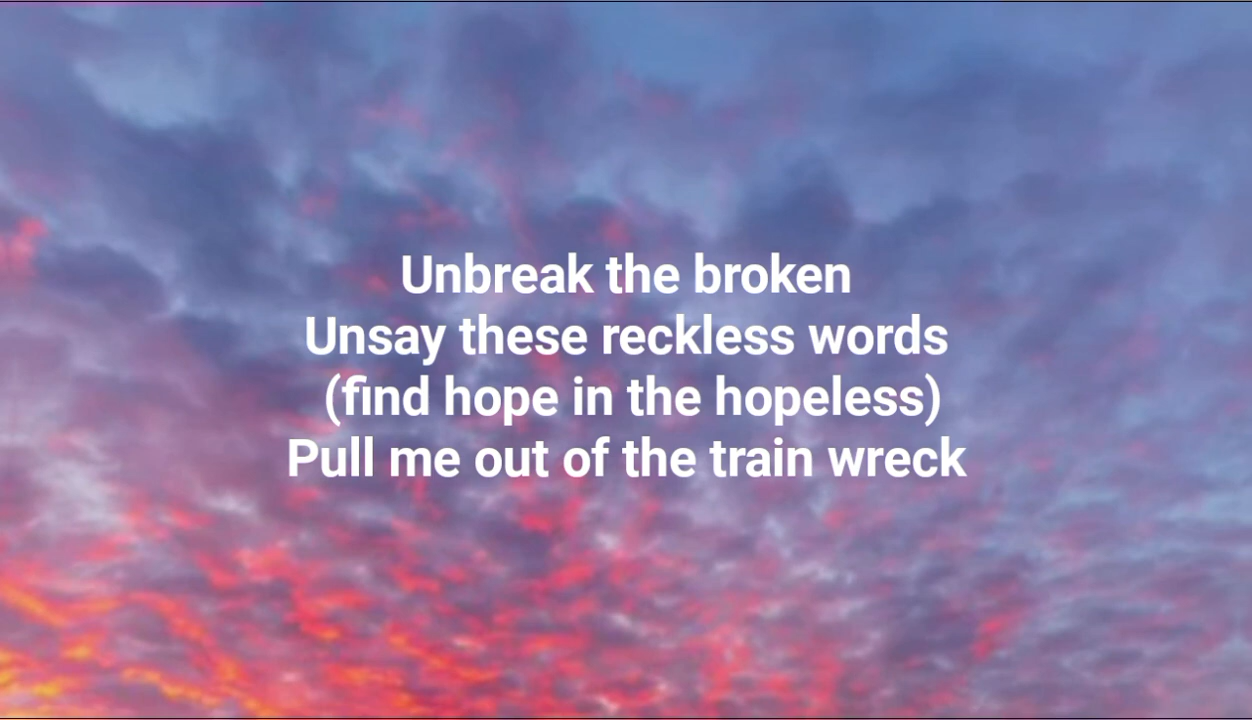 Unbreak the broken
Unsay these reckless words
(find hope in the hopeless)
Pull me out of the train wreck